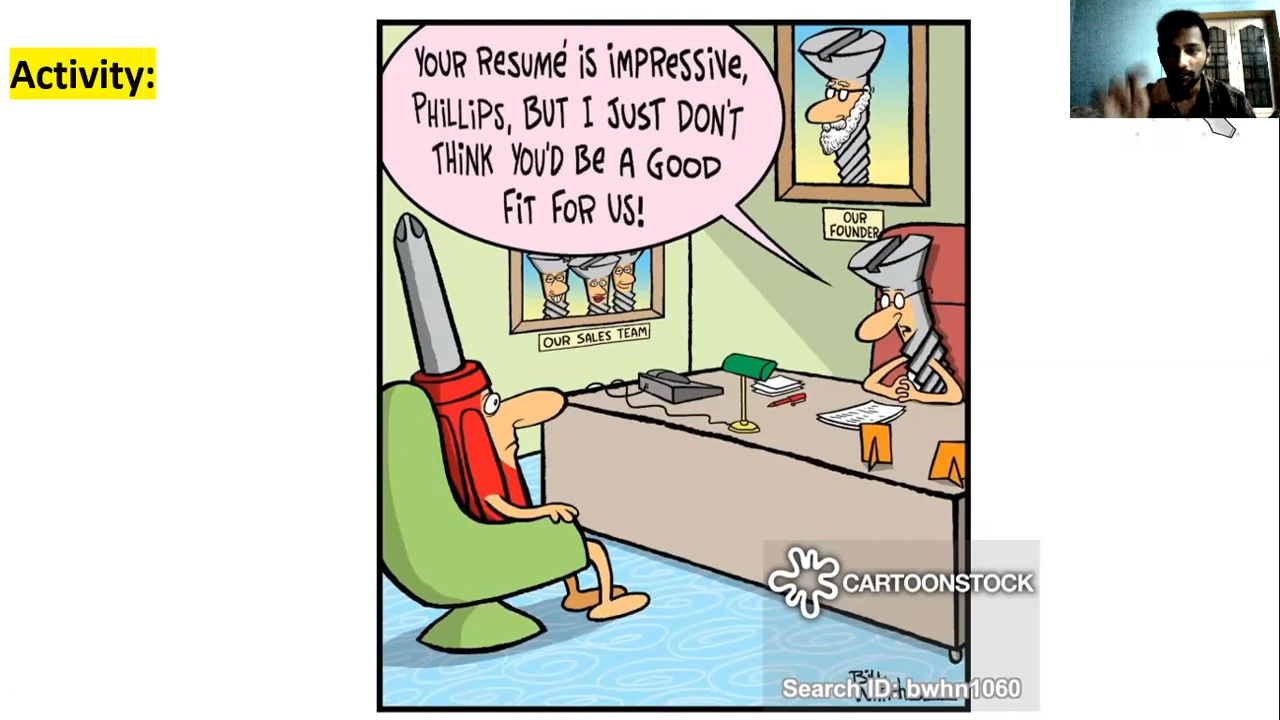 Activity:
YOUR RESUMÉ IS IMPRESSIVE,
PHILLIPS, BUT I JUST DON'T
THINK YOU'D BE A GOOD
FIT FOR US!
OUR
FOUNDER
OUR SALES TEAM
CARTOONSTOCK
Search ID: bwhn1060